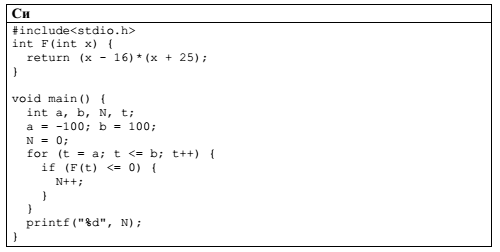 Си
#include<stdio.h>
int F(int x) {
return (x - 16)*(x + 25);
}
void main() {
int a, b, N, t;
a = -100; b = 100;
N = 0;
for (t = a; t <= b; t++) {
if (F(t) <= 0) {
N++;
}
}
printf("%d", N);
}